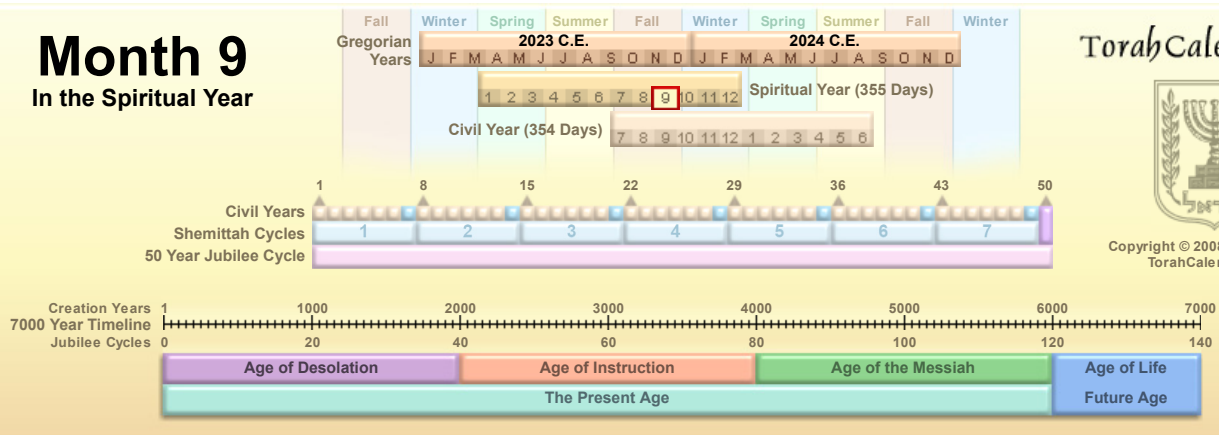 Month 9
In the Spiritual Year
Fall Winter Spring Summer Fall Winter Spring Summer Fall Winter
Gregorian Years
2023 C.E. 2024 C.E.
J F M A M J J A S O N D J F M A M J J A S O N D
1 2 3 4 5 6 7 8 9 10 11 12
Spiritual Year (355 Days)
Civil Year (354 Days)
7 8 9 10 11 12 1 2 3 4 5 6
1 8 15 22 29 36 43 50
Civil Years
Shemittah Cycles 1 2 3 4 5 6 7
50 Year Jubilee Cycle
Creation Years 1 1000 2000 3000 4000 5000 6000 7000
7000 Year Timeline
Jubilee Cycles 0 20 40 60 80 100 120 140
Age of Desolation Age of Instruction Age of the Messiah Age of Life
The Present Age Future Age
TorahCale
Copyright © 2008
TorahCaler